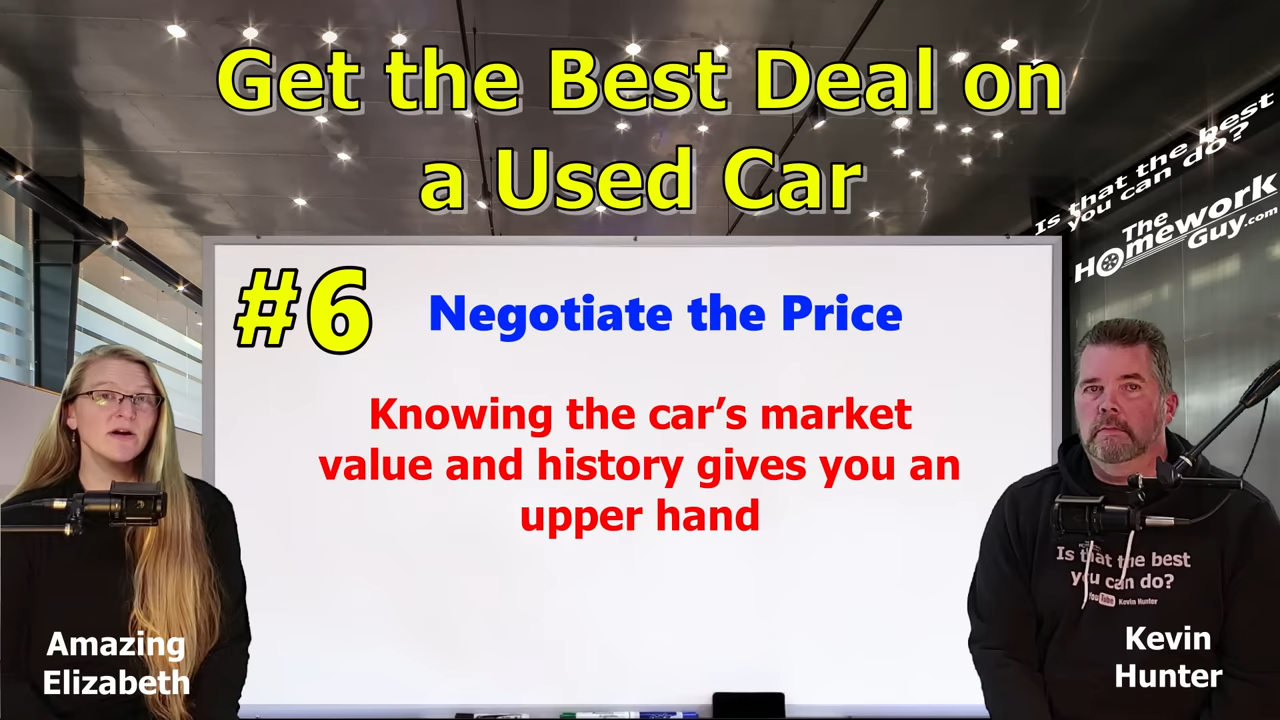 Get the Best Deal on
a Used Car
Is that the best
you can do?
The
Homework
Guy.com
#6
Negotiate the Price
Knowing the car's market
value and history gives you an
upper hand
Is that the best
you can do?
YouTube Kevin Hunter
Amazing
Elizabeth
Kevin
Hunter